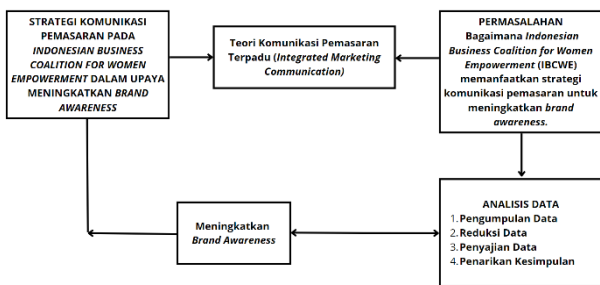 STRATEGI KOMUNIKASI
PEMASARAN PADA
INDONESIAN BUSINESS
COALITION FOR WOMEN
EMPOWERMENT DALAM UPAYA
MENINGKATKAN BRAND
AWARENESS
Teori Komunikasi Pemasaran
Terpadu (Integrated Marketing
Communication)
PERMASALAHAN
Bagaimana Indonesian
Business Coalition for Women
Empowerment (IBCWE)
memanfaatkan strategi
komunikasi pemasaran untuk
meningkatkan brand
awareness.
Meningkatkan
Brand Awareness
ANALISIS DATA
1. Pengumpulan Data
2. Reduksi Data
3. Penyajian Data
4. Penarikan Kesimpulan